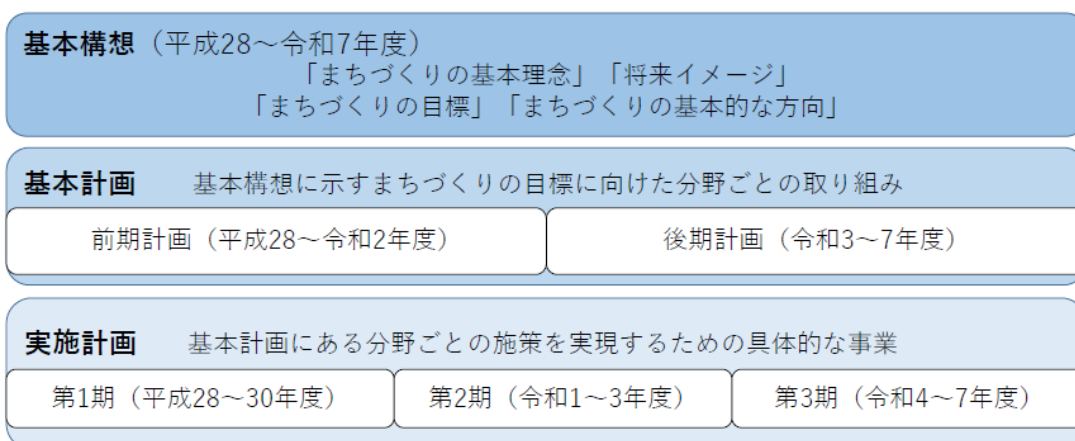 基本構想（平成28～令和7年度）
「まちづくりの基本理念」「将来イメージ」
「まちづくりの目標」「まちづくりの基本的な方向」
基本計画　基本構想に示すまちづくりの目標に向けた分野ごとの取り組み
前期計画（平成28～令和2年度）　後期計画（令和3～7年度）
実施計画　基本計画にある分野ごとの施策を実現するための具体的な事業
第1期（平成28～30年度）　第2期（令和1～3年度）　第3期（令和4～7年度）